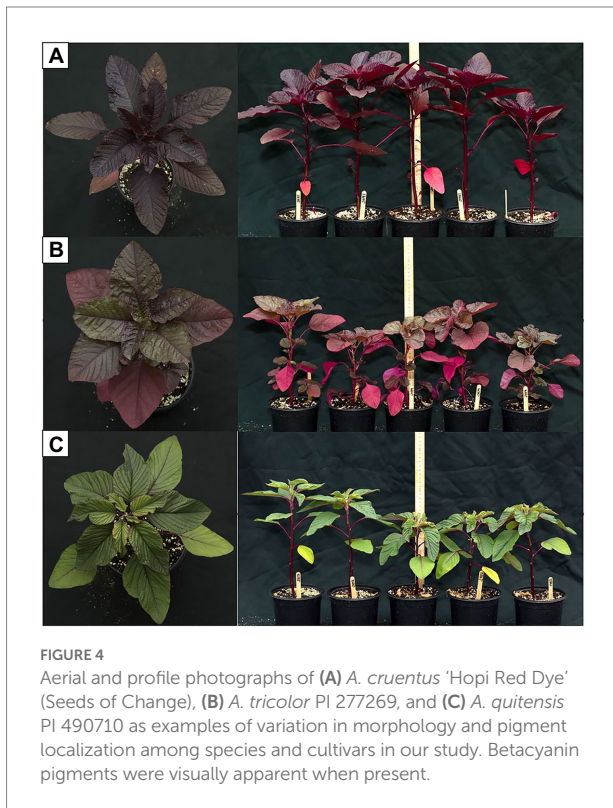 A
B
C
FIGURE 4
Aerial and profile photographs of (A) A. cruentus ‘Hopi Red Dye’
(Seeds of Change), (B) A. tricolor PI 277269, and (C) A. quitensis
PI 490710 as examples of variation in morphology and pigment
localization among species and cultivars in our study. Betacyanin
pigments were visually apparent when present.